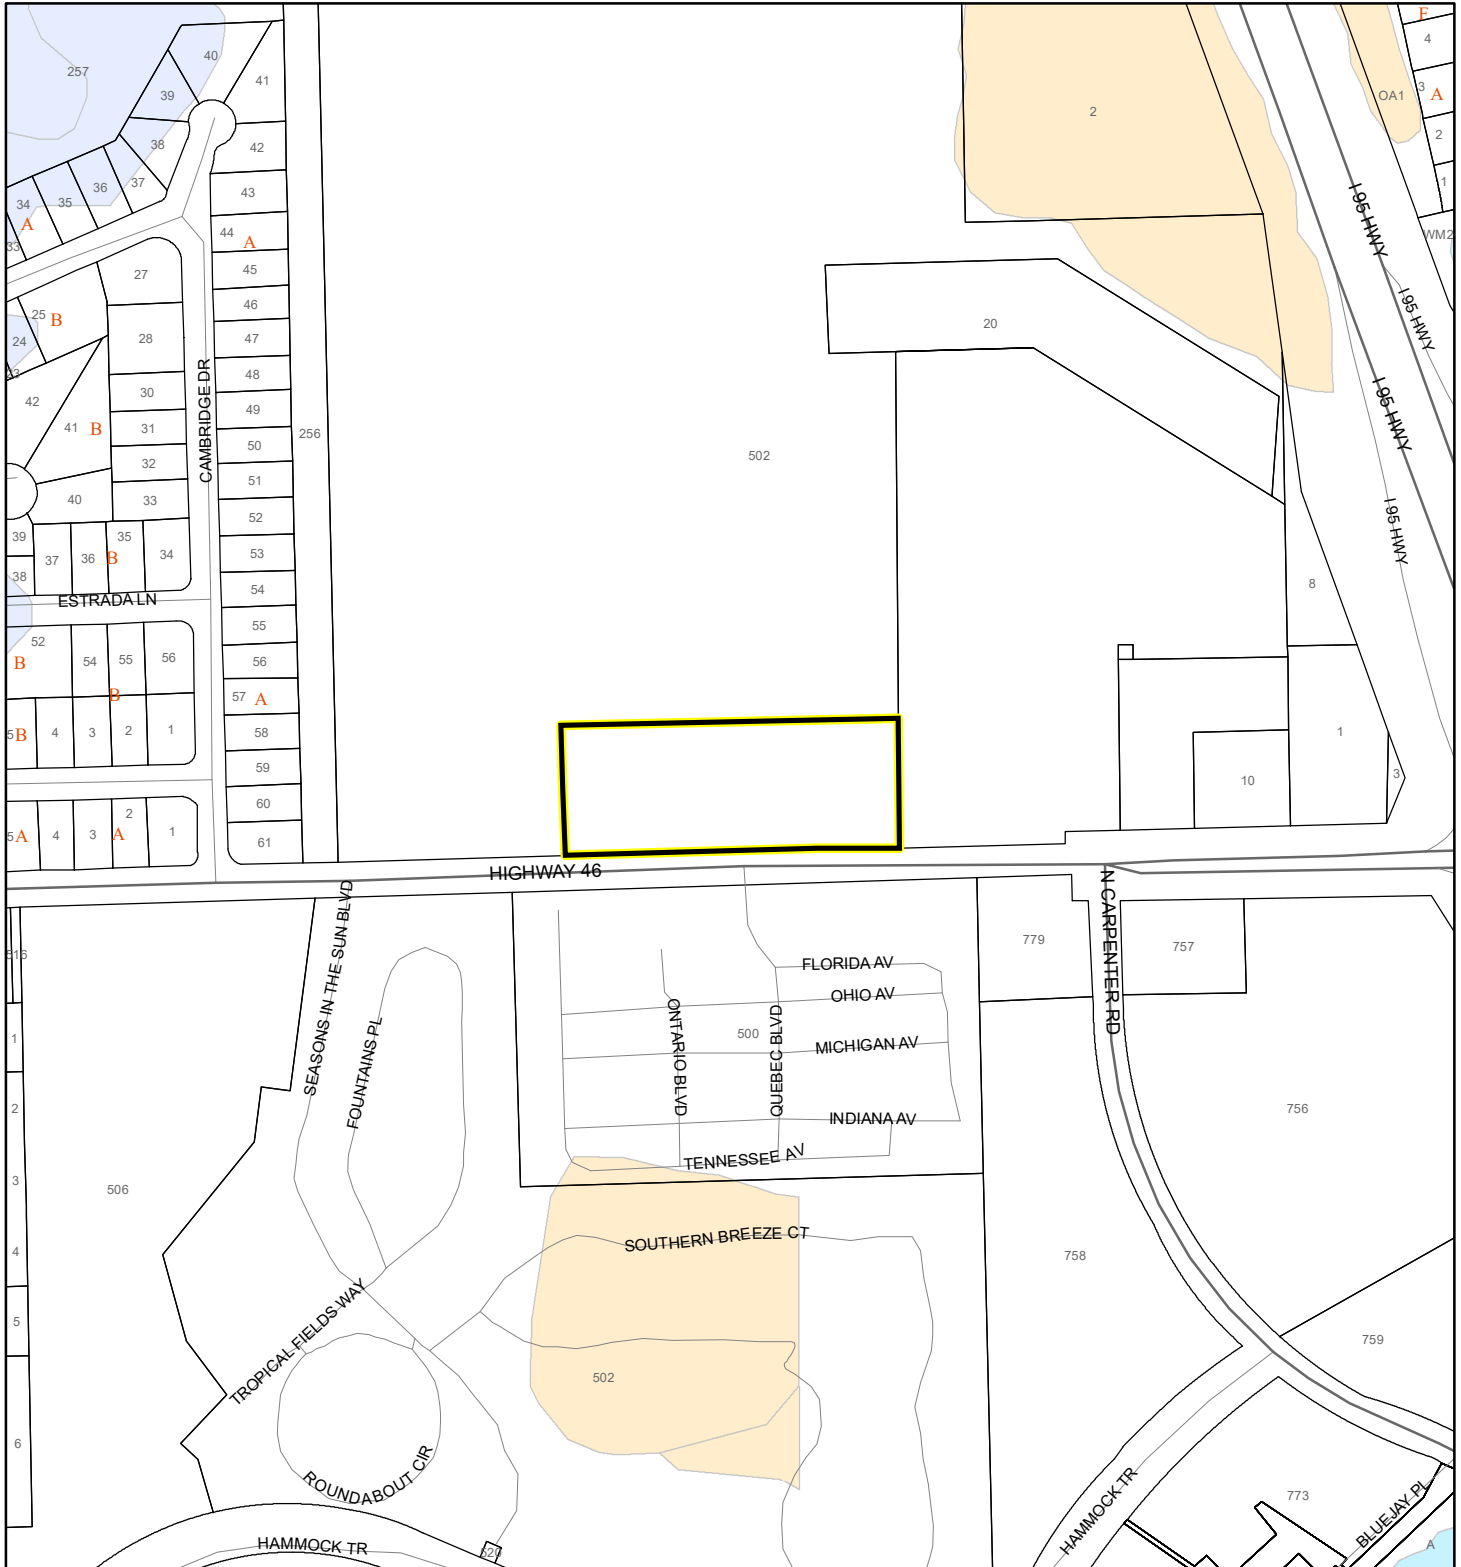 257
40
39
41
38
42
37
36
35
34
A
33
43
44
A
45
46
47
48
49
50
51
52
53
54
55
56
57
A
58
59
60
61
27
25
B
24
23
28
30
31
32
33
42
41
B
40
39
38
37
36
35
B
34
CAMBRIDGE DR
256
ESTRADA LN
52
B
54
55
56
B
5
B
4
3
2
1
5
A
4
3
2
A
1
502
2
20
OA1
F
4
3
A
2
1
WM2
I 95 HWY
I 95 HWY
I 95 HWY
I 95 HWY
8
1
3
10
HIGHWAY 46
SEASONS IN THE SUN BLVD
FOUNTAINS PL
N CARPENTER RD
779
757
516
1
2
3
4
5
6
506
FLORIDA AV
OHIO AV
500
MICHIGAN AV
INDIANA AV
TENNESSEE AV
ONTARIO BLVD
QUEBEC BLVD
756
758
759
SOUTHERN BREEZE CT
TROPICAL FIELDS WAY
502
ROUNDABOUT CIR
HAMMOCK TR
520
HAMMOCK TR
773
BLUEJAY PL
A